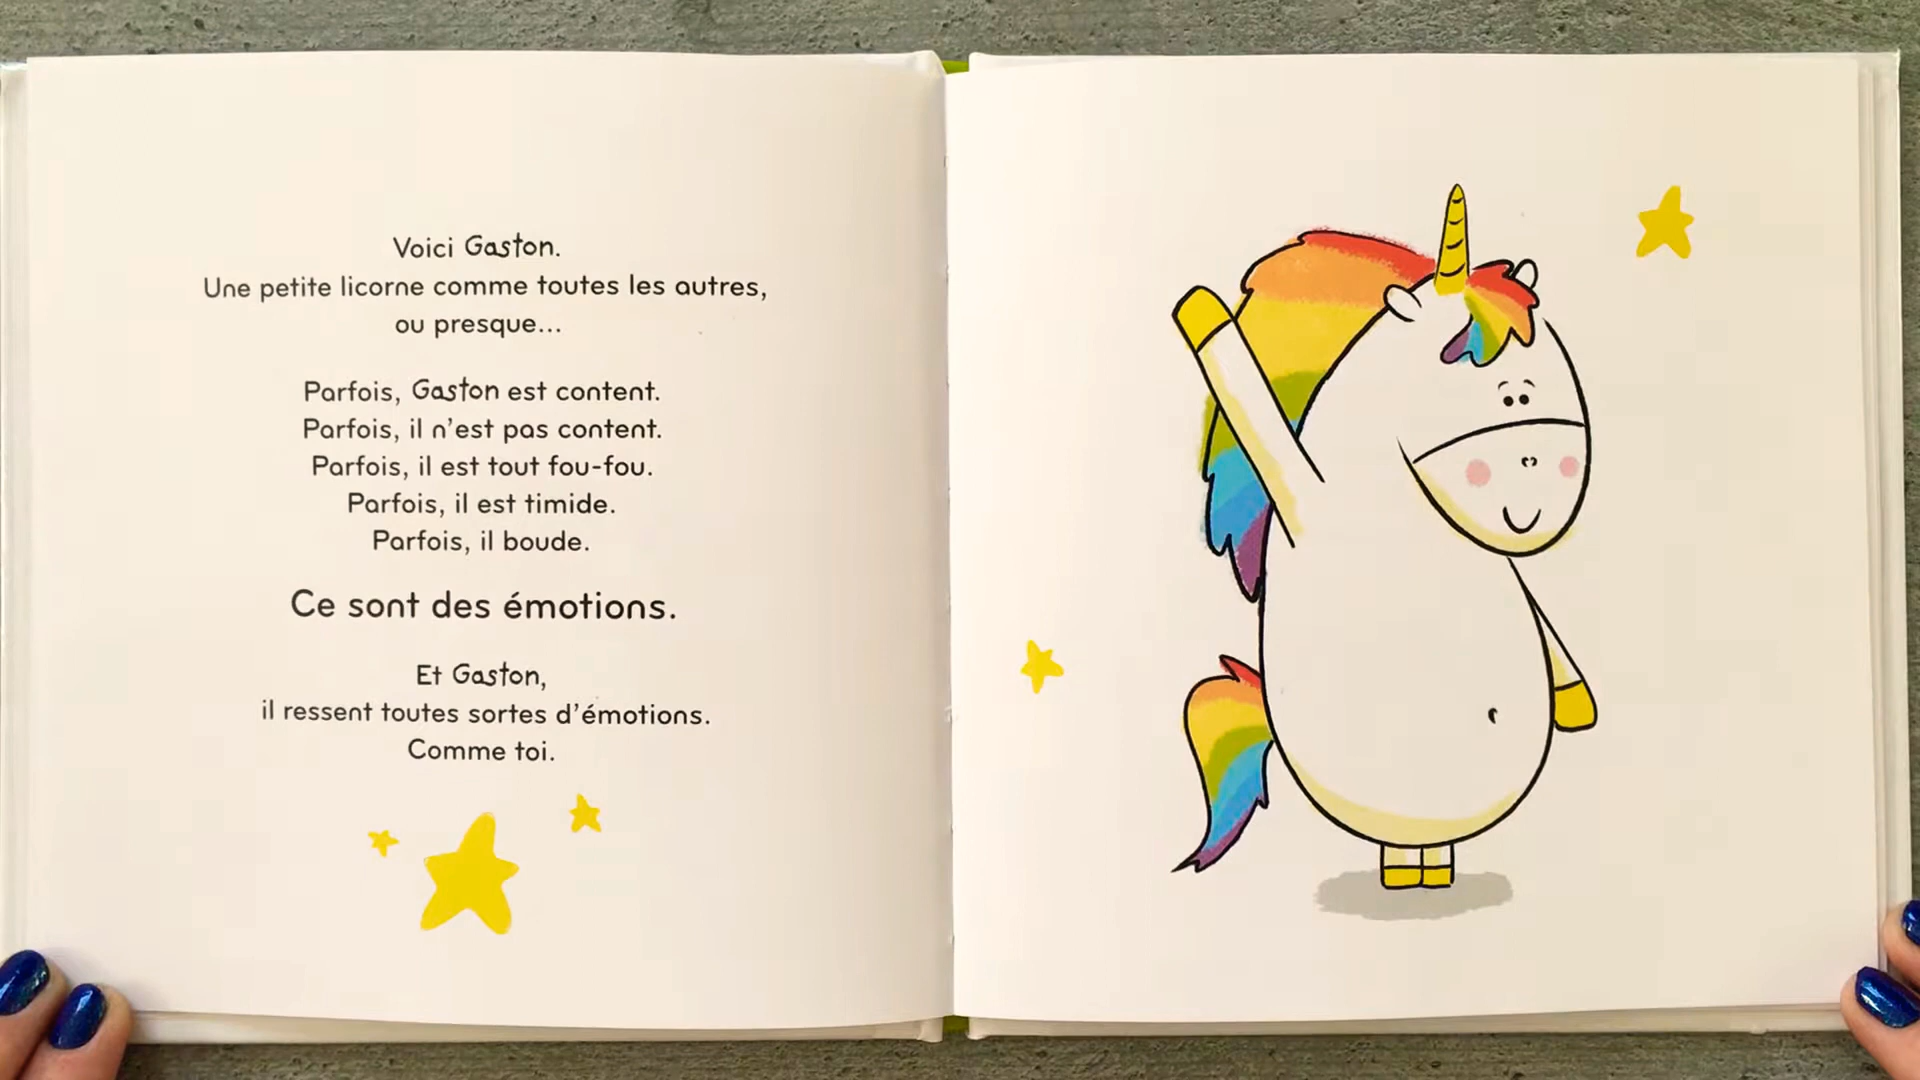 Voici Gaston.
Une petite licorne comme toutes les autres,
ou presque...
Parfois, Gaston est content.
Parfois, il n'est pas content.
Parfois, il est tout fou-fou.
Parfois, il est timide.
Parfois, il boude.
Ce sont des émotions.
Et Gaston,
il ressent toutes sortes d'émotions.
Comme toi.